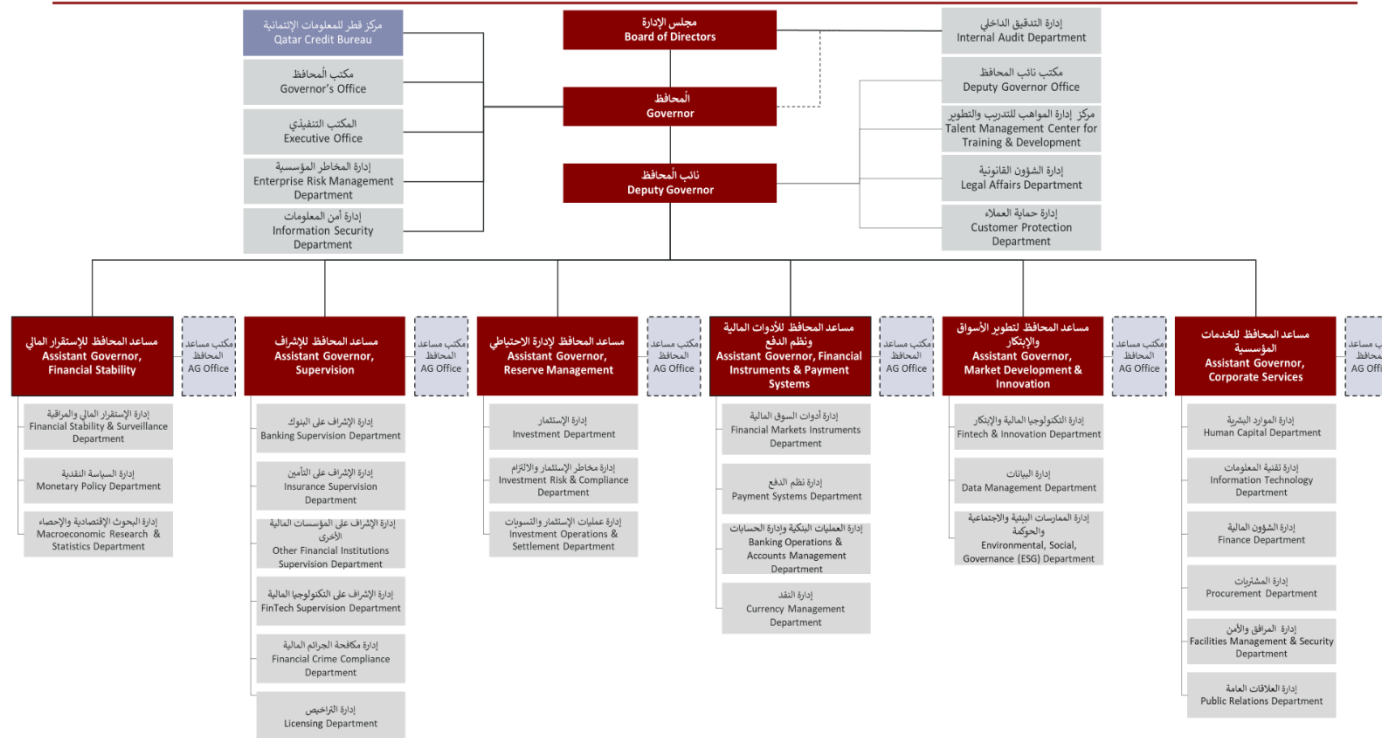 مركز قطر للمعلومات الإئتمانية
Qatar Credit Bureau
مكتب المحافظ
Governor's Office
المكتب التنفيذي
Executive Office
إدارة المخاطر المؤسسية
Enterprise Risk Management
Department
إدارة أمن المعلومات
Information Security
Department
مجلس الإدارة
Board of Directors
المحافظ
Governor
نائب المحافظ
Deputy Governor
إدارة التدقيق الداخلي
Internal Audit Department
مكتب نائب المحافظ
Deputy Governor Office
مركز إدارة المواهب للتدريب والتطوير
Talent Management Center for
Training & Development
إدارة الشؤون القانونية
Legal Affairs Department
إدارة حماية العملاء
Customer Protection
Department
مساعد المحافظ للإستقرار المالي
Assistant Governor,
Financial Stability
مكتب مساعد
المحافظ
AG Office
إدارة الإستقرار المالي والمراقبة
Financial Stability & Surveillance
Department
إدارة السياسة النقدية
Monetary Policy Department
إدارة البحوث الإقتصادية والإحصاء
Macroeconomic Research &
Statistics Department
مساعد المحافظ للإشراف
Assistant Governor,
Supervision
مكتب مساعد
المحافظ
AG Office
إدارة الإشراف على البنوك
Banking Supervision Department
إدارة الإشراف على التأمين
Insurance Supervision
Department
إدارة الإشراف على المؤسسات المالية
الأخرى
Other Financial Institutions
Supervision Department
إدارة الإشراف على التكنولوجيا المالية
FinTech Supervision Department
إدارة مكافحة الجرائم المالية
Financial Crime Compliance
Department
إدارة التراخيص
Licensing Department
مساعد المحافظ لإدارة الاحتياطي
Assistant Governor,
Reserve Management
مكتب مساعد
المحافظ
AG Office
إدارة الإستثمار
Investment Department
إدارة مخاطر الإستثمار والالتزام
Investment Risk & Compliance
Department
إدارة عمليات الإستثمار والتسويات
Investment Operations &
Settlement Department
مساعد المحافظ للأدوات المالية
ونظم الدفع
Assistant Governor, Financial
Instruments & Payment
Systems
مكتب مساعد
المحافظ
AG Office
إدارة أدوات السوق المالية
Financial Markets Instruments
Department
إدارة نظم الدفع
Payment Systems Department
إدارة العمليات البنكية وإدارة الحسابات
Banking Operations &
Accounts Management
Department
إدارة النقد
Currency Management
Department
مساعد المحافظ لتطوير الأسواق
والإبتكار
Assistant Governor,
Market Development &
Innovation
مكتب مساعد
المحافظ
AG Office
إدارة التكنولوجيا المالية والإبتكار
Fintech & Innovation Department
إدارة البيانات
Data Management Department
إدارة الممارسات البيئية والاجتماعية
والحوكمة
Environmental, Social,
Governance (ESG) Department
مساعد المحافظ للخدمات
المؤسسية
Assistant Governor,
Corporate Services
مساعد
المحافظ
AG Offic
إدارة الموارد البشرية
Human Capital Department
إدارة تقنية المعلومات
Information Technology
Department
إدارة الشؤون المالية
Finance Department
إدارة المشتريات
Procurement Department
إدارة المرافق والأمن
Facilities Management & Security
Department
إدارة العلاقات العامة
Public Relations Department